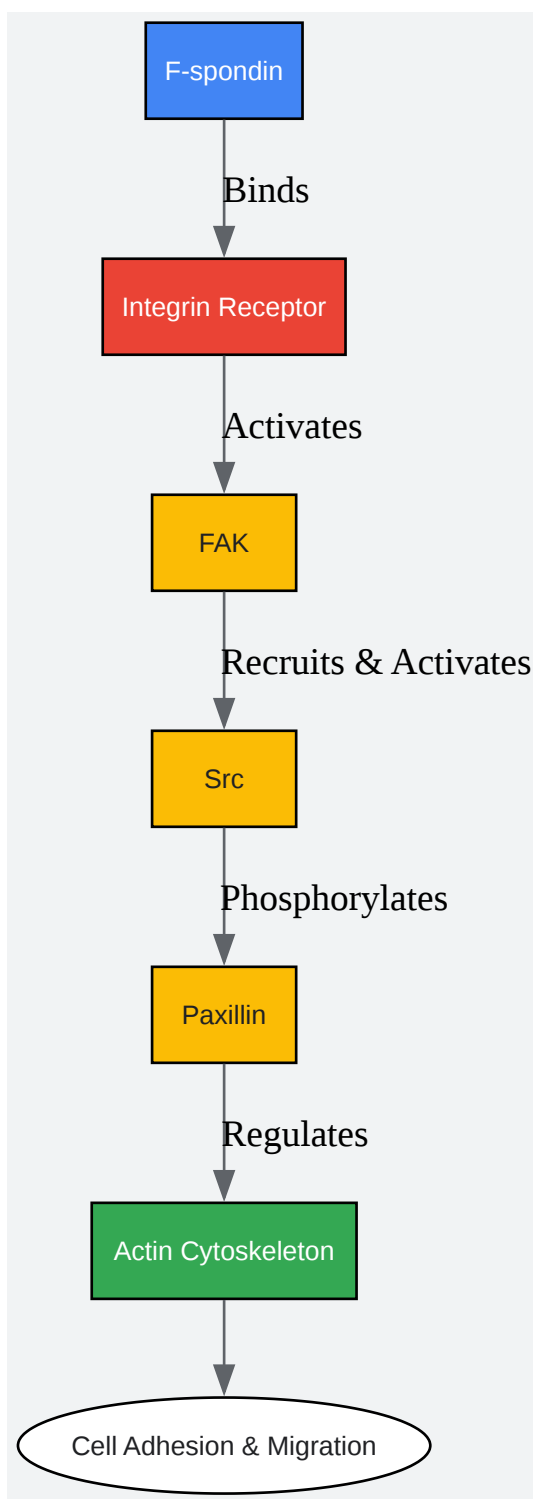 F-spondin
Binds
Integrin Receptor
Activates
FAK
Recruits & Activates
Src
Phosphorylates
Paxillin
Regulates
Actin Cytoskeleton
Cell Adhesion & Migration